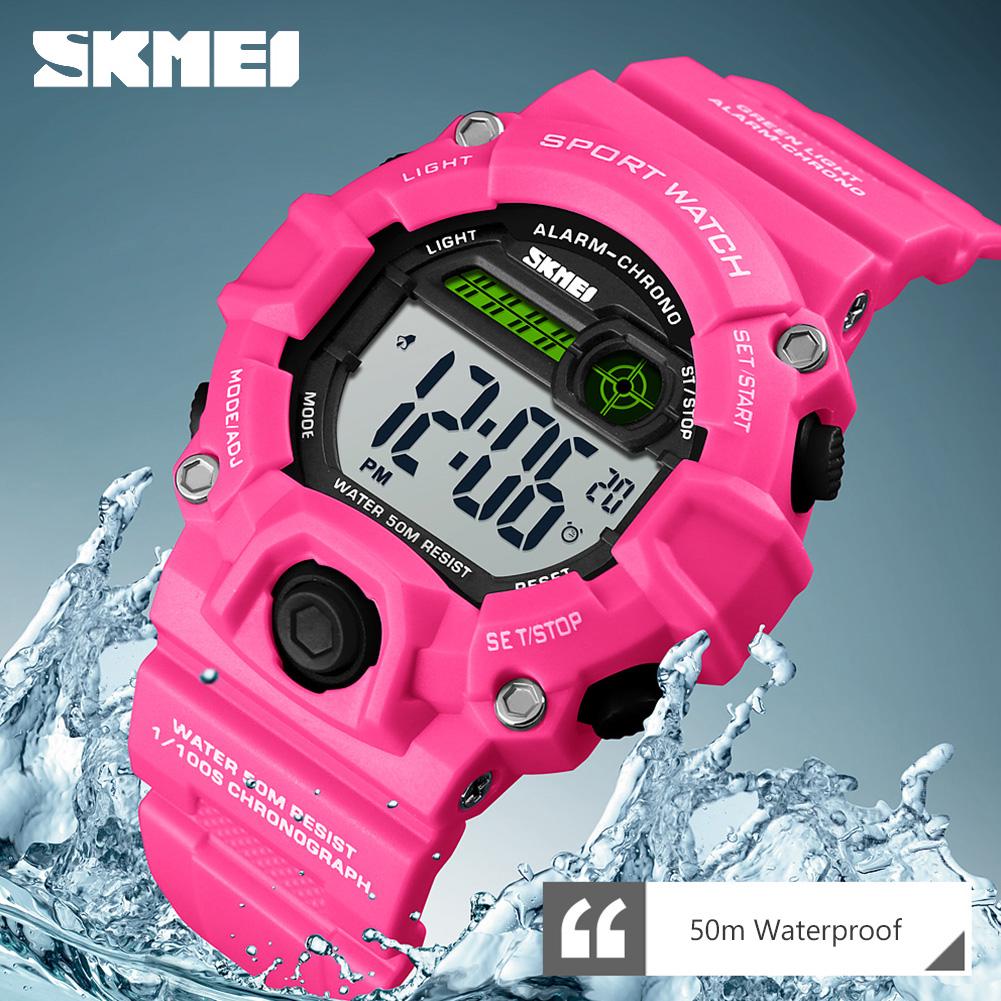 SKMEI
GREEN LIGHT
ALARM-CHRONO
SPORT WATCH
LIGHT
LIGHT
ALARM-CHRONO
SKMEI
SET/START
ST/STOP
MODE/ADJ
MODE
12:06
20
PM
WATER 50M RESIST
RESET
SET/STOP
WATER 50M RESIST
1/100S CHRONOGRAPH.
50m Waterproof